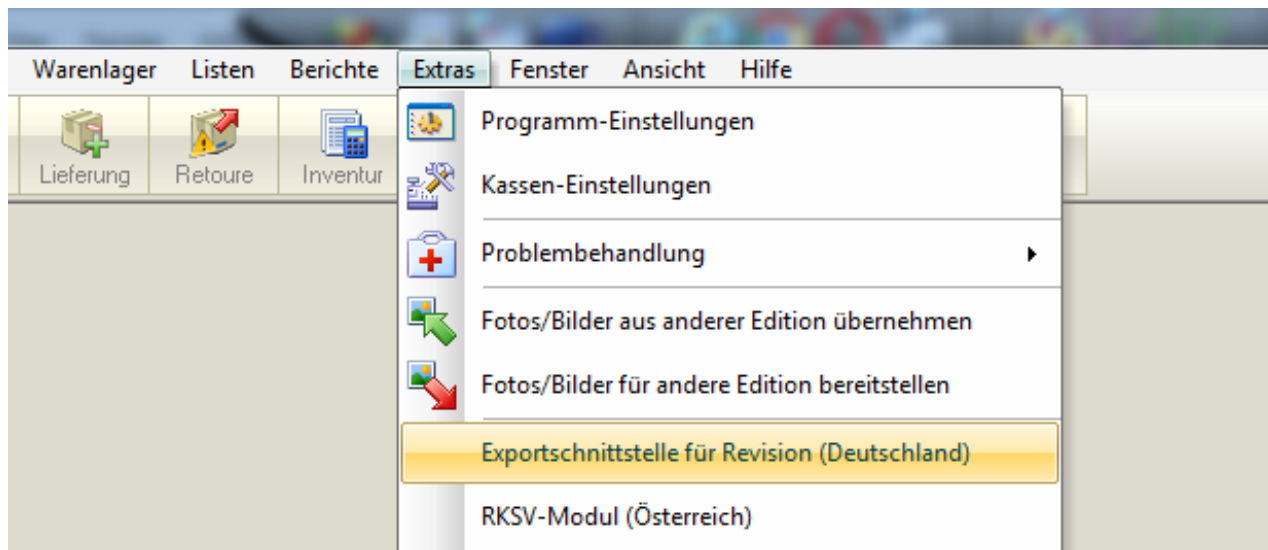 Warenlager Listen Berichte Extras Fenster Ansicht Hilfe
Lieferung Retoure Inventur
Programm-Einstellungen
Kassen-Einstellungen
Problembehandlung
Fotos/Bilder aus anderer Edition übernehmen
Fotos/Bilder für andere Edition bereitstellen
Exportschnittstelle für Revision (Deutschland)
RKSV-Modul (Österreich)